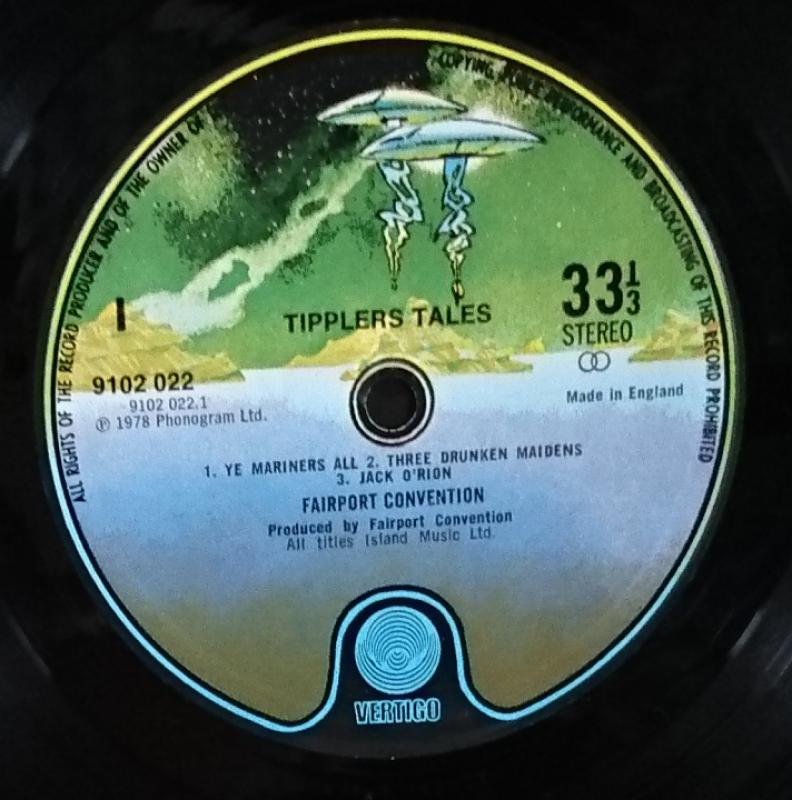 ALL RIGHTS OF THE RECORD PRODUCER AND OF THE OWNER OF
COPYING, PUBLIC PERFORMANCE AND BROADCASTING OF THIS RECORD PROHIBITED
1
TIPPLERS TALES
33 1/3
STEREO
9102 022
9102 022.1
Ⓟ 1978 Phonogram Ltd.
Made in England
1. YE MARINERS ALL 2. THREE DRUNKEN MAIDENS
3. JACK O'RION
FAIRPORT CONVENTION
Produced by Fairport Convention
All titles Island Music Ltd.
VERTIGO